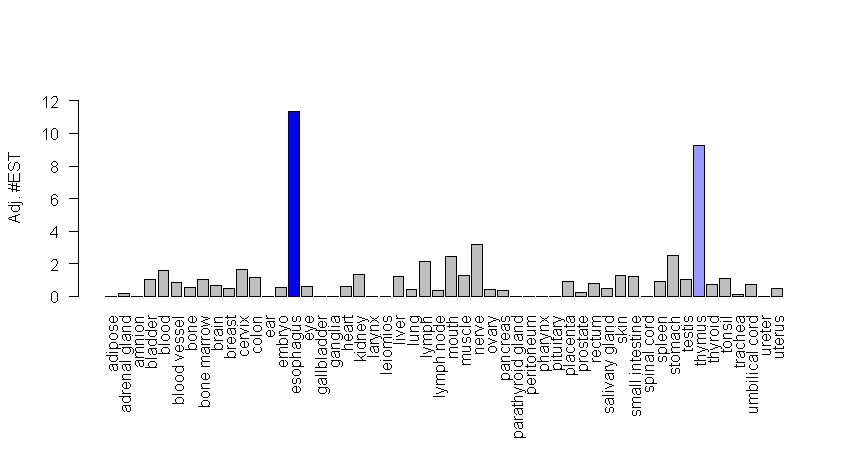 Adj. #EST
12
10
8
6
4
2
0
adipose
adrenal gland
amnion
bladder
blood
blood vessel
bone
bone marrow
brain
breast
cervix
colon
ear
embryo
esophagus
eye
gallbladder
ganglia
heart
kidney
larynx
leiomios
liver
lung
lymph
lymph node
mouth
muscle
nerve
ovary
pancreas
parathyroid gland
peritoneum
pharynx
pituitary
placenta
prostate
rectum
salivary gland
skin
small intestine
spinal cord
spleen
stomach
testis
thymus
thyroid
tonsil
trachea
umbilical cord
ureter
uterus